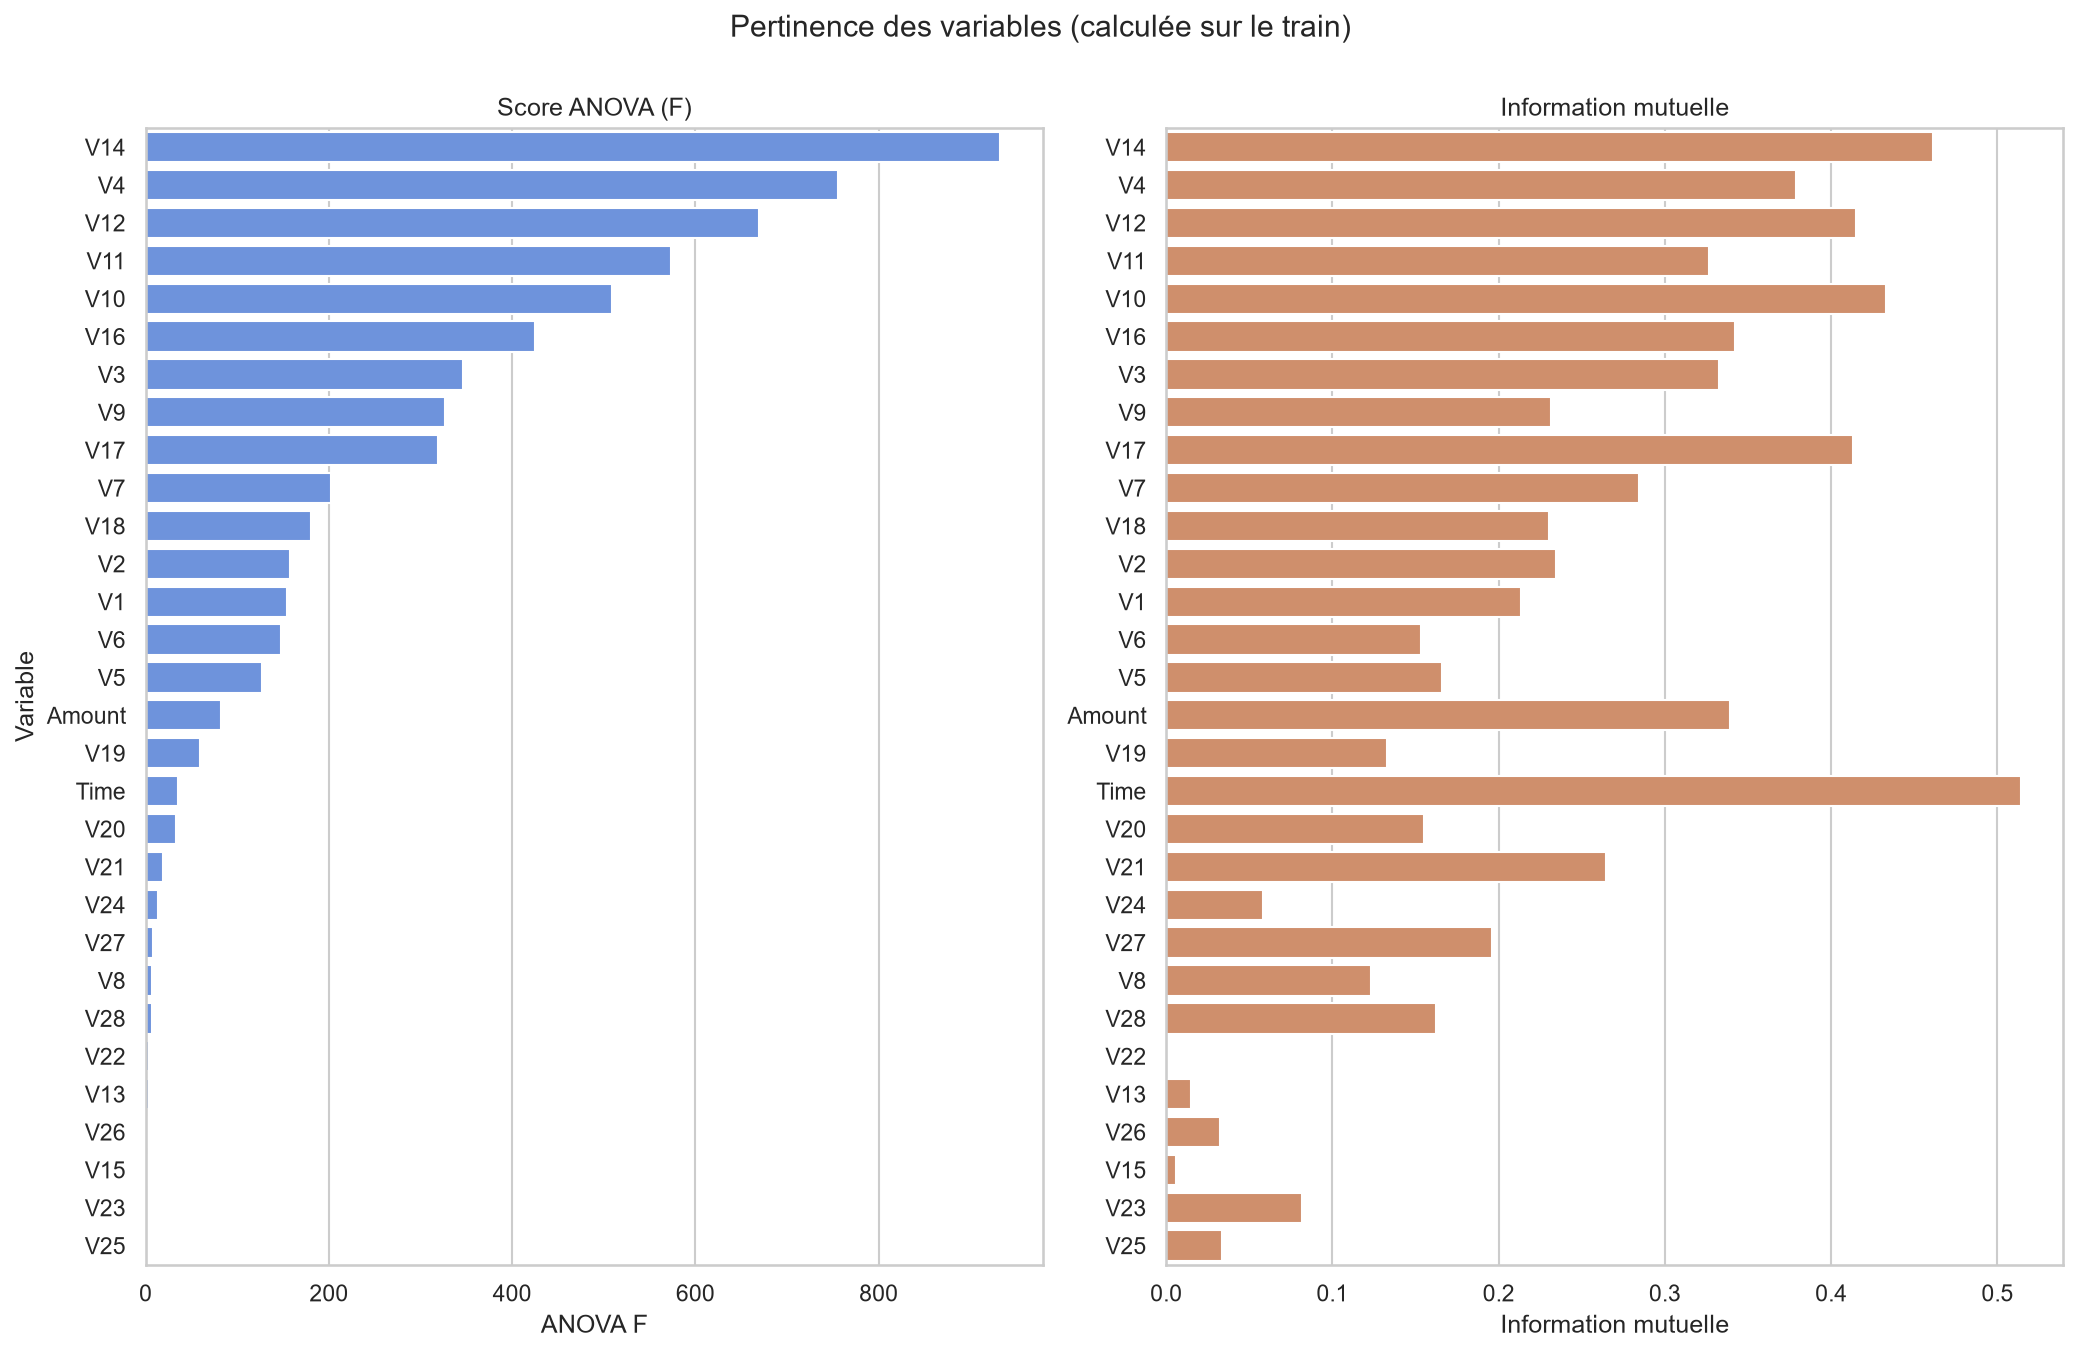 Pertinence des variables (calculée sur le train)
Score ANOVA (F)
Variable
V14
V4
V12
V11
V10
V16
V3
V9
V17
V7
V18
V2
V1
V6
V5
Amount
V19
Time
V20
V21
V24
V27
V8
V28
V22
V13
V26
V15
V23
V25
0 200 400 600 800
ANOVA F
Information mutuelle
V14
V4
V12
V11
V10
V16
V3
V9
V17
V7
V18
V2
V1
V6
V5
Amount
V19
Time
V20
V21
V24
V27
V8
V28
V22
V13
V26
V15
V23
V25
0.0 0.1 0.2 0.3 0.4 0.5
Information mutuelle